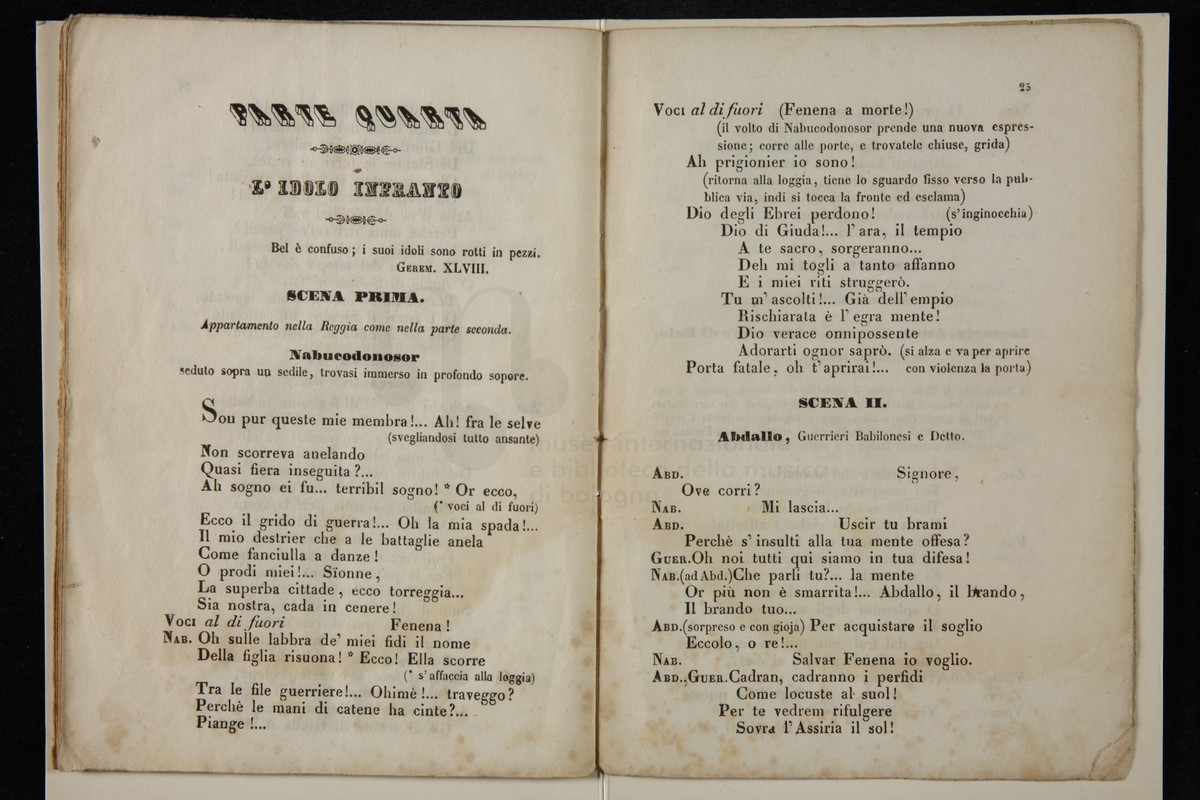 PARTE QUARTA
L'IDOLO INFRANTO
Bel è confuso; i suoi idoli sono rotti in pezzi.
GEREM. XLVIII.
SCENA PRIMA.
Appartamento nella Reggia come nella parte seconda.
Nabucodonosor
seduto sopra un sedile, trovasi immerso in profondo sopore.
Son pur queste mie membra!... Ah! fra le selve
(svegliandosi tutto ansante)
Non scorreva anelando
Quasi fiera inseguita?...
Ah sogno ei fu... terribil sogno! * Or ecco,
(* voci al di fuori)
Ecco il grido di guerra!... Oh la mia spada!...
Il mio destrier che a le battaglie anela
Come fanciulla a danze!
O prodi miei!... Sïonne,
La superba cittade, ecco torreggia...
Sia nostra, cada in cenere!
VOCI al di fuori Fenena!
NAB. Oh sulle labbra de' miei fidi il nome
Della figlia risuona! * Ecco! Ella scorre
(* s'affaccia alla loggia)
Tra le file guerriere!... Ohimè!... traveggo?
Perchè le mani di catene ha cinte?...
Piange!...
25
VOCI al di fuori (Fenena a morte!)
(il volto di Nabucodonosor prende una nuova espres-
sione; corre alle porte, e trovatele chiuse, grida)
Ah prigionier io sono!
(ritorna alla loggia, tiene lo sguardo fisso verso la pub-
blica via, indi si tocca la fronte ed esclama)
Dio degli Ebrei perdono! (s'inginocchia)
Dio di Giuda!... l'ara, il tempio
A te sacro, sorgeranno...
Deh mi togli a tanto affanno
E i miei riti struggerò.
Tu m'ascolti!... Già dell'empio
Rischiarata è l'egra mente!
Dio verace onnipossente
Adorarti ognor saprò. (si alza e va per aprire
Porta fatale, oh t'aprirai!... con violenza la porta)
SCENA II.
Abdallo, Guerrieri Babilonesi e Detto.
museo internazionale
e biblioteca della musica
di bologna
ABD. Signore,
Ove corri?
NAB. Mi lascia...
ABD. Uscir tu brami
Perchè s'insulti alla tua mente offesa?
GUER. Oh noi tutti qui siamo in tua difesa!
NAB. (ad Abd.) Che parli tu?... la mente
Or più non è smarrita!... Abdallo, il brando,
Il brando tuo...
ABD. (sorpreso e con gioja) Per acquistare il soglio
Eccolo, o re!...
NAB. Salvar Fenena io voglio.
ABD., GUER. Cadran, cadranno i perfidi
Come locuste al suol!
Per te vedrem rifulgere
Sovra l'Assiria il sol!